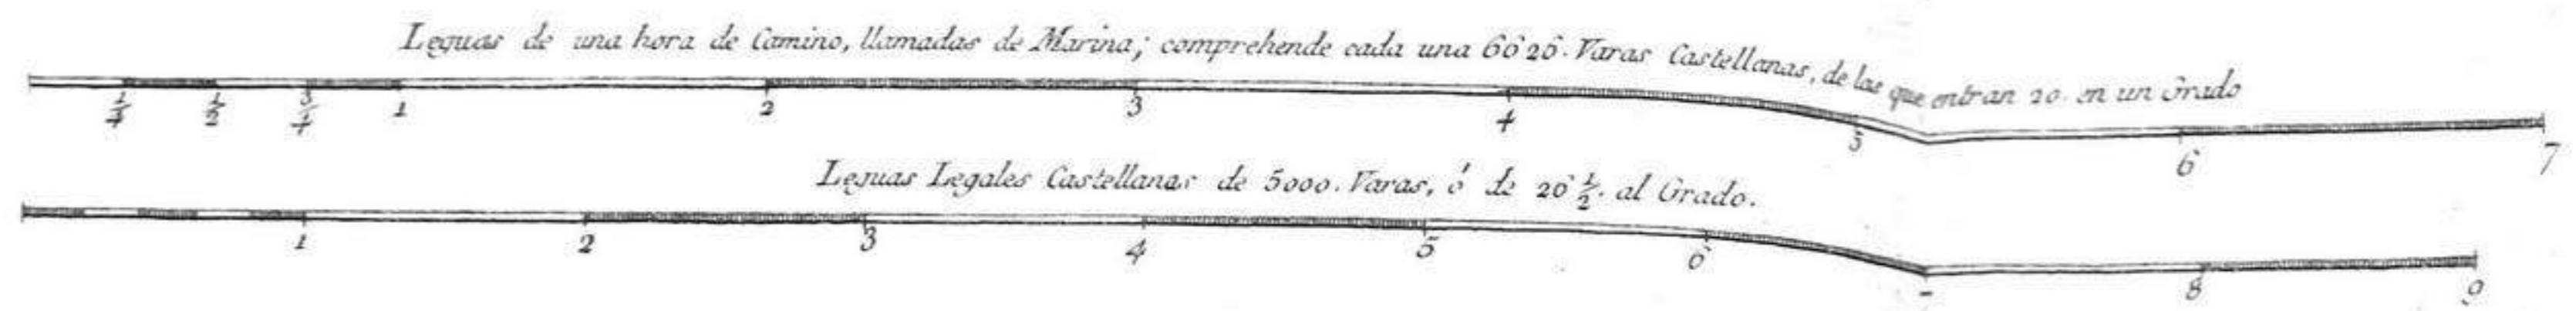 Leguas de una hora de Camino, llamadas de Marina; comprehende cada una 6626. Varas Castellanas, de las que entran 20. en un Grado
1/4 1/2 3/4 1 2 3 4 5 6 7
Leguas Legales Castellanas de 5000. Varas, ó de 26 1/2. al Grado.
1 2 3 4 5 6 8 9